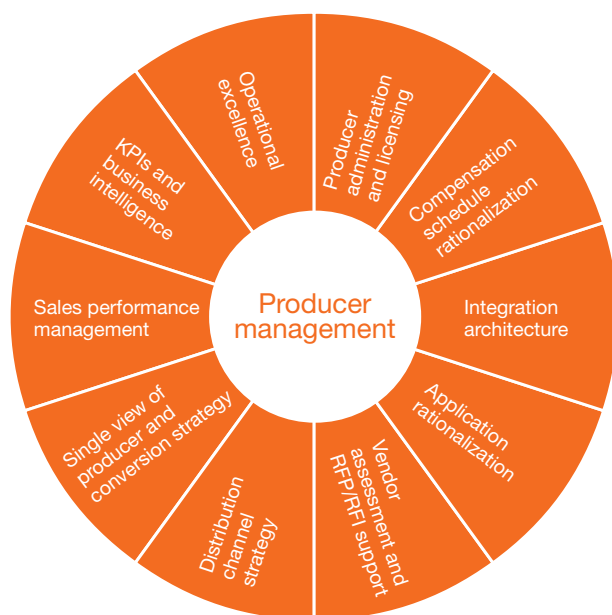 Producer
management
Producer
administration
and licensing
Compensation
schedule
rationalization
Integration
architecture
Application
rationalization
Vendor
assessment and
RFP/RFI support
Distribution
channel
strategy
Single view of
producer and
conversion strategy
Sales performance
management
KPIs and
business
intelligence
Operational
excellence